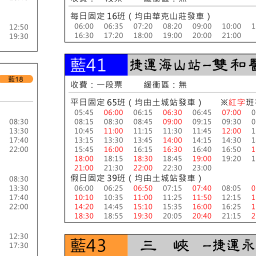 12:50
19:30
藍18
08:30
13:30
17:40
22:00
08:30
13:30
17:40
22:00
12:30
17:30
每日固定16班（均由華克山莊發車）
06:00 06:35 07:20 08:20 09:00 10:00
16:30 17:20 18:00 19:00 20:00 21:00
藍41 捷運海山站-雙和醫
收費：一段票 緩衝區：無
平日固定65班（均由土城站發車） ※紅字班
05:45 06:00 06:15 06:30 06:45 07:00
08:15 08:30 08:45 09:00 09:15 09:30
10:45 11:00 11:15 11:30 11:45 12:00
13:15 13:30 13:45 14:00 14:15 14:30
15:45 16:00 16:15 16:30 16:40 16:50
18:00 18:15 18:30 18:45 19:00 19:20
21:00 21:30 22:00 22:30 23:00
假日固定39班（均由土城站發車）
06:00 06:25 06:50 07:15 07:40 08:05
10:10 10:35 11:00 11:25 11:50 12:15
14:20 14:45 15:10 15:35 16:00 16:25
18:30 18:55 19:30 20:05 20:40 21:15
藍43 三 峽 -捷運永